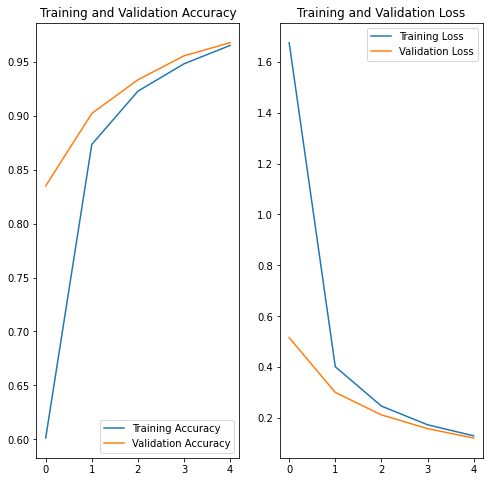 Training and Validation Accuracy
0.95
0.90
0.85
0.80
0.75
0.70
0.65
0.60
0 1 2 3 4
Training Accuracy
Validation Accuracy
Training and Validation Loss
1.6
1.4
1.2
1.0
0.8
0.6
0.4
0.2
0 1 2 3 4
Training Loss
Validation Loss